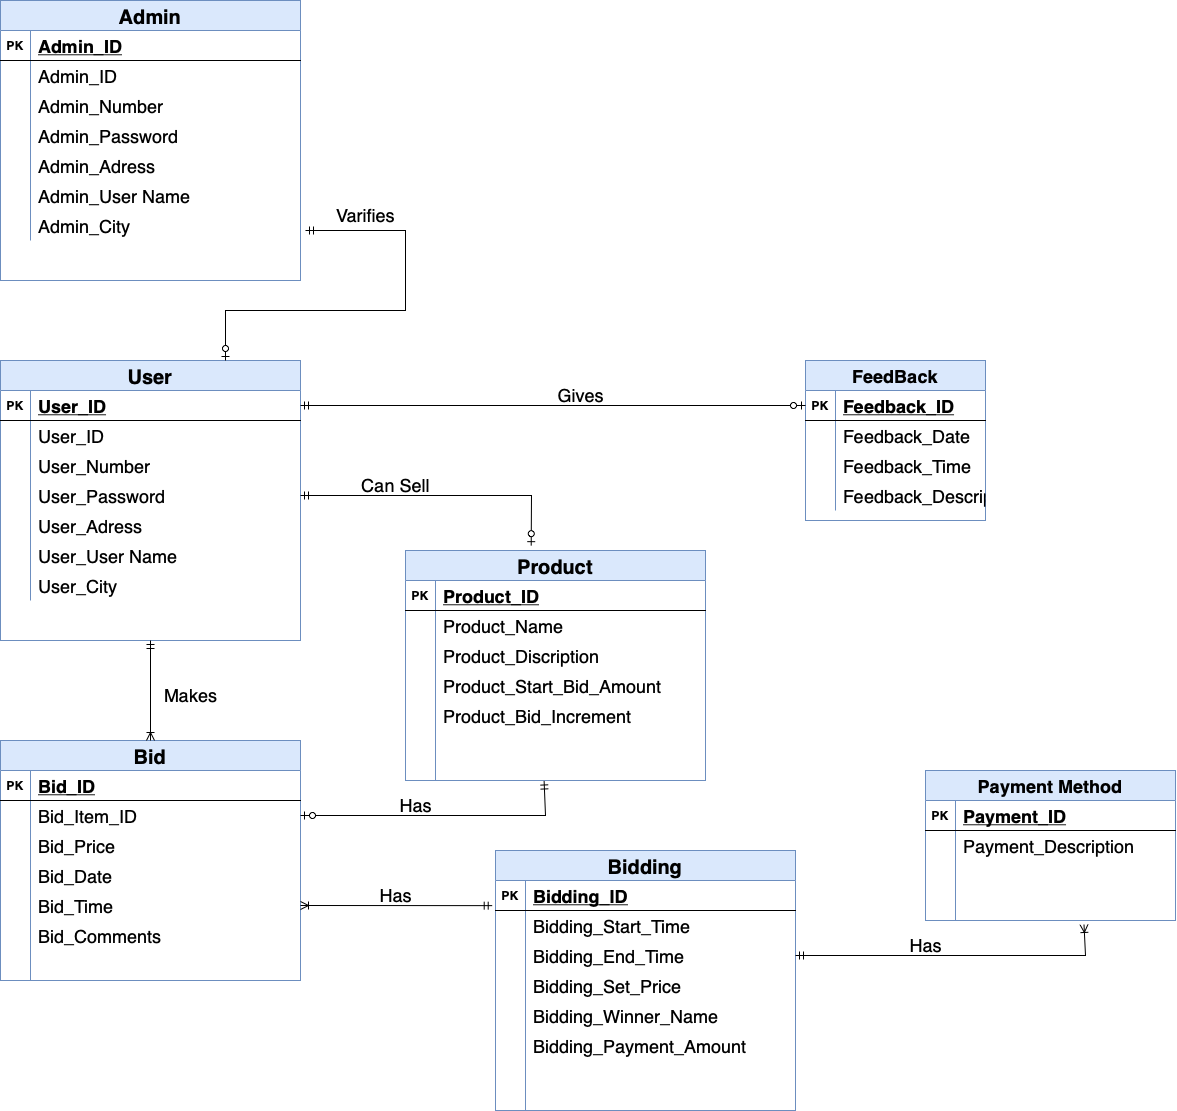 Admin
PK Admin_ID
Admin_ID
Admin_Number
Admin_Password
Admin_Adress
Admin_User Name
Admin_City
Varifies
User
PK User_ID
User_ID
User_Number
User_Password
User_Adress
User_User Name
User_City
Gives
FeedBack
PK Feedback_ID
Feedback_Date
Feedback_Time
Feedback_Descrip
Can Sell
Product
PK Product_ID
Product_Name
Product_Discription
Product_Start_Bid_Amount
Product_Bid_Increment
Makes
Bid
PK Bid_ID
Bid_Item_ID
Bid_Price
Bid_Date
Bid_Time
Bid_Comments
Has
Has
Bidding
PK Bidding_ID
Bidding_Start_Time
Bidding_End_Time
Bidding_Set_Price
Bidding_Winner_Name
Bidding_Payment_Amount
Has
Payment Method
PK Payment_ID
Payment_Description